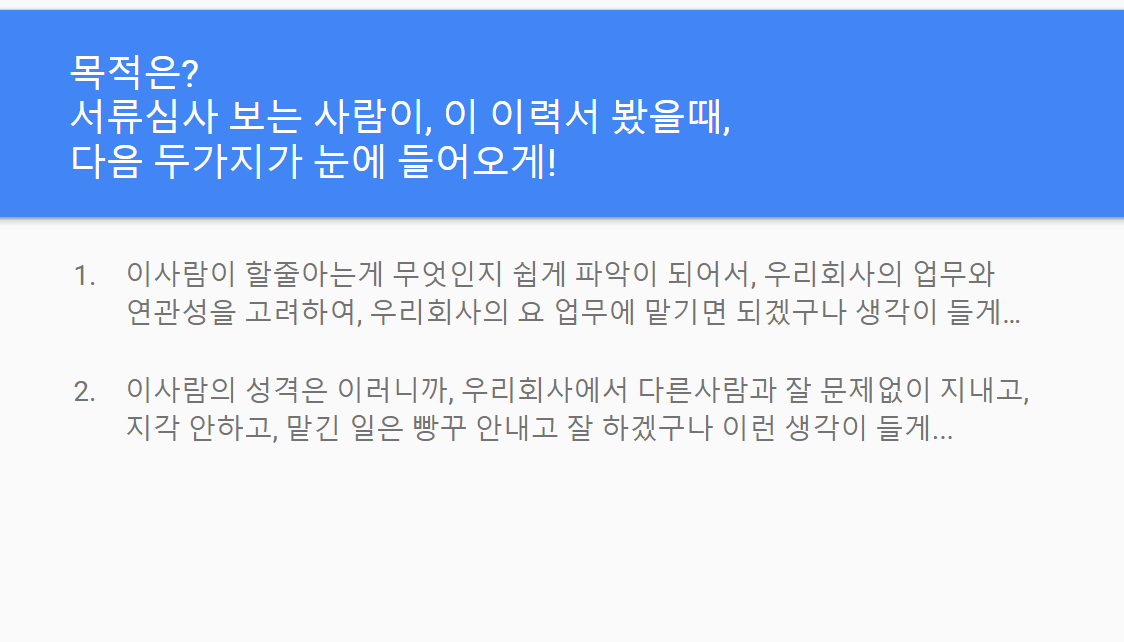 목적은?
서류심사 보는 사람이, 이 이력서 봤을때,
다음 두가지가 눈에 들어오게!
1. 이사람이 할줄아는게 무엇인지 쉽게 파악이 되어서, 우리회사의 업무와
연관성을 고려하여, 우리회사의 요 업무에 맡기면 되겠구나 생각이 들게...
2. 이사람의 성격은 이러니까, 우리회사에서 다른사람과 잘 문제없이 지내고,
지각 안하고, 맡긴 일은 빵꾸 안내고 잘 하겠구나 이런 생각이 들게...